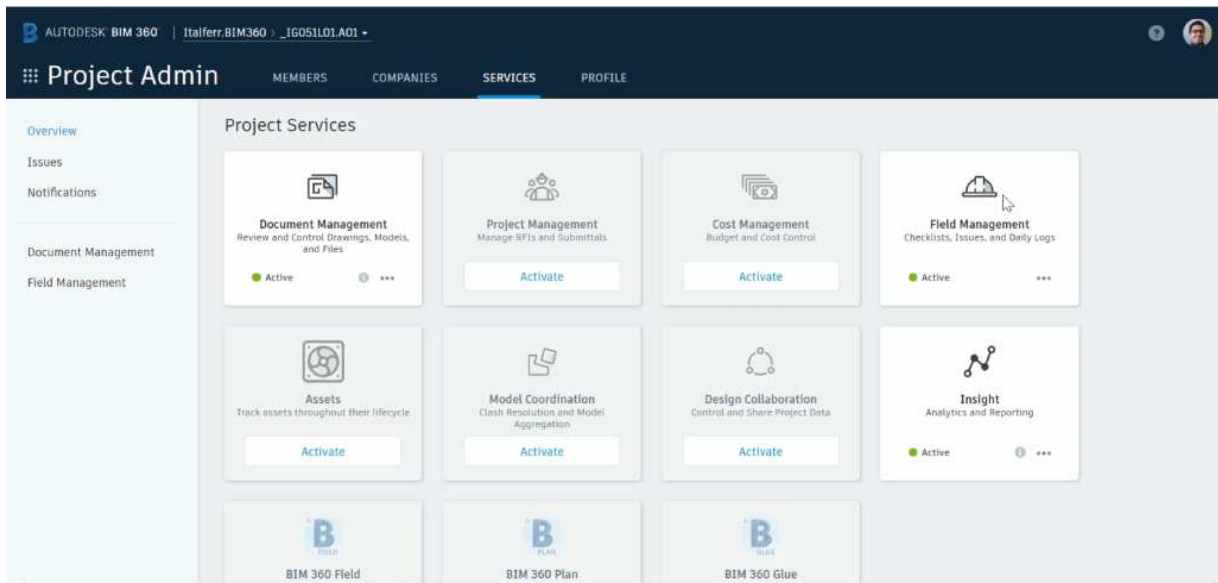 AUTODESK BIM 360 | Italferr.BIM360 > _IG051L01.A01
Project Admin MEMBERS COMPANIES SERVICES PROFILE
Overview
Issues
Notifications
Document Management
Field Management
Project Services
Document Management
Review and Control Drawings, Models,
and Files
Active
Project Management
Manage RFIs and Submittals
Activate
Cost Management
Budget and Cost Control
Activate
Field Management
Checklists, Issues, and Daily Logs
Active
Assets
Track assets throughout their lifecycle
Activate
Model Coordination
Clash Resolution and Model
Aggregation
Activate
Design Collaboration
Control and Share Project Data
Activate
Insight
Analytics and Reporting
Active
B
FIELD
BIM 360 Field
B
PLAN
BIM 360 Plan
B
GLUE
BIM 360 Glue